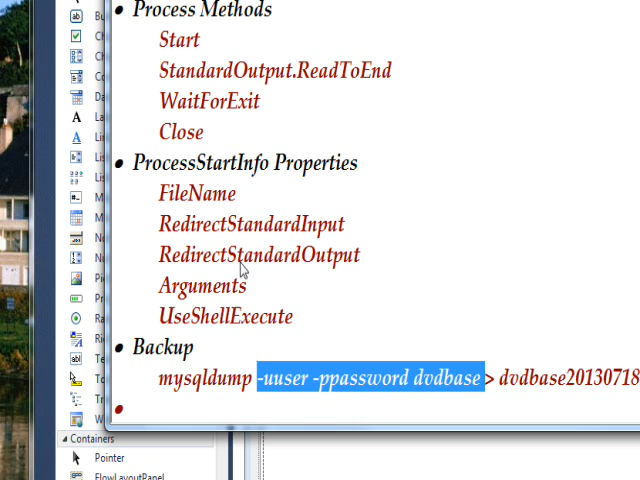 Process Methods
Start
StandardOutput.ReadToEnd
WaitForExit
Close
ProcessStartInfo Properties
FileName
RedirectStandardInput
RedirectStandardOutput
Arguments
UseShellExecute
Backup
mysqldump -uuser -ppassword dvdbase > dvdbase20130718
Containers
Pointer
FlowLayoutPanel